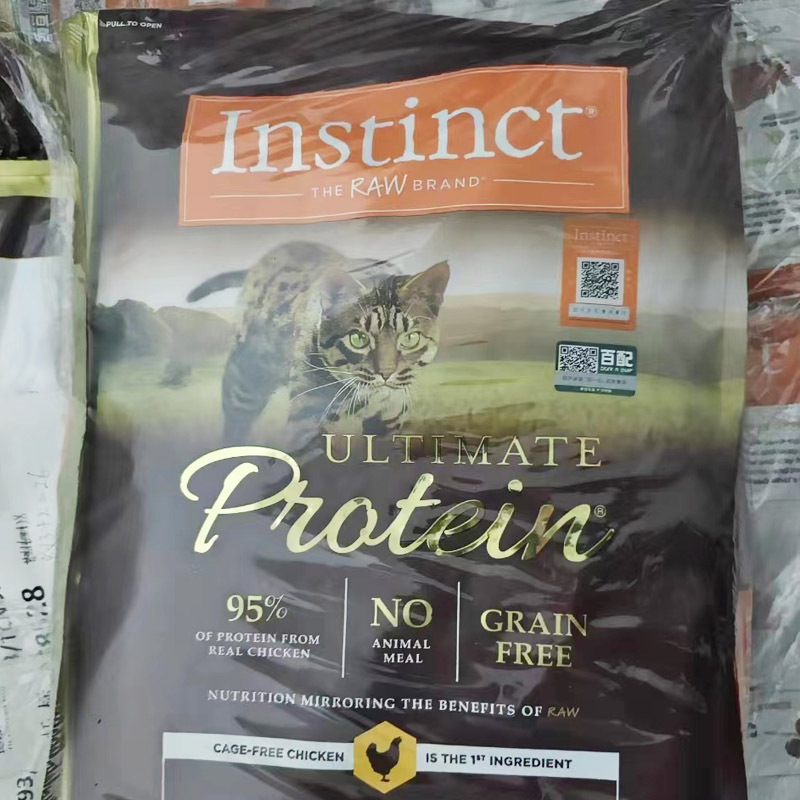 PULL TO OPEN
Instinct®
THE RAW BRAND®
Instinct
百配
ULTIMATE
Protein®
95%
OF PROTEIN FROM
REAL CHICKEN
NO
ANIMAL
MEAL
GRAIN
FREE
NUTRITION MIRRORING THE BENEFITS OF RAW
CAGE-FREE CHICKEN IS THE 1ST INGREDIENT